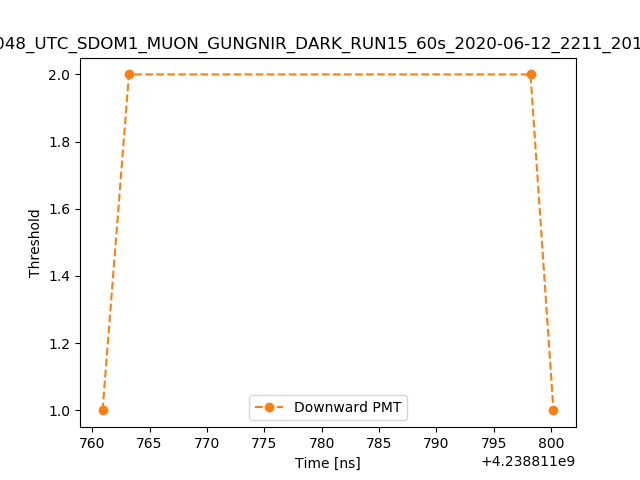 048_UTC_SDOM1_MUON_GUNGNIR_DARK_RUN15_60s_2020-06-12_2211_201
2.0
1.8
1.6
1.4
1.2
1.0
Threshold
Downward PMT
760 765 770 775 780 785 790 795 800
Time [ns]
+4.238811e9